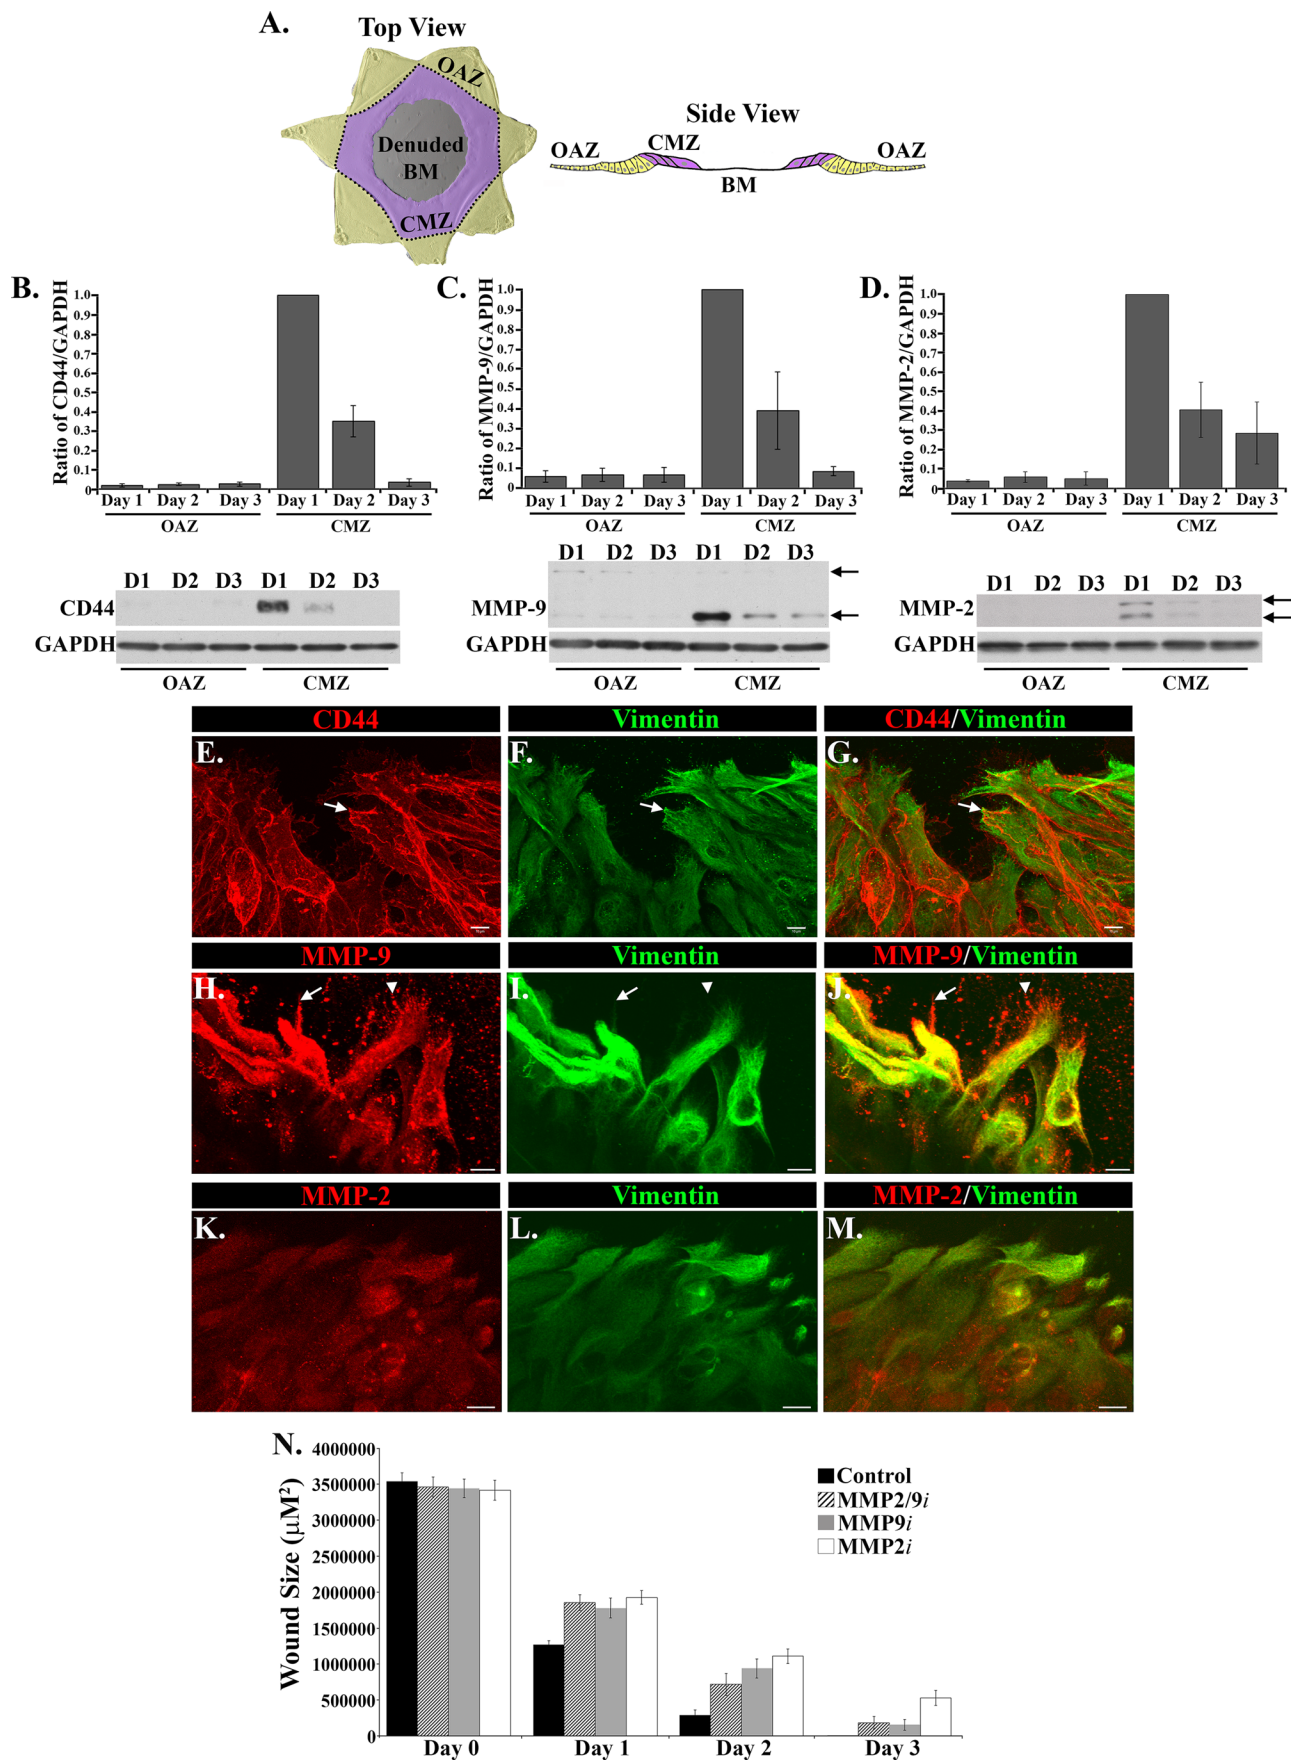 A.
Top View
OAZ
Denuded
BM
CMZ
Side View
OAZ
CMZ
OAZ
BM
B.
Ratio of CD44/GAPDH
1.0
0.9
0.8
0.7
0.6
0.5
0.4
0.3
0.2
0.1
0
Day 1 Day 2 Day 3 Day 1 Day 2 Day 3
OAZ CMZ
D1 D2 D3 D1 D2 D3
CD44
GAPDH
OAZ CMZ
C.
Ratio of MMP-9/GAPDH
1.0
0.9
0.8
0.7
0.6
0.5
0.4
0.3
0.2
0.1
0
Day 1 Day 2 Day 3 Day 1 Day 2 Day 3
OAZ CMZ
D1 D2 D3 D1 D2 D3
MMP-9
GAPDH
OAZ CMZ
D.
Ratio of MMP-2/GAPDH
1.0
0.9
0.8
0.7
0.6
0.5
0.4
0.3
0.2
0.1
0
Day 1 Day 2 Day 3 Day 1 Day 2 Day 3
OAZ CMZ
D1 D2 D3 D1 D2 D3
MMP-2
GAPDH
OAZ CMZ
CD44 Vimentin CD44/Vimentin
E. F. G.
MMP-9 Vimentin MMP-9/Vimentin
H. I. J.
MMP-2 Vimentin MMP-2/Vimentin
K. L. M.
N.
Wound Size (µM²)
4000000
3500000
3000000
2500000
2000000
1500000
1000000
500000
0
Day 0 Day 1 Day 2 Day 3
Control
MMP2/9i
MMP9i
MMP2i